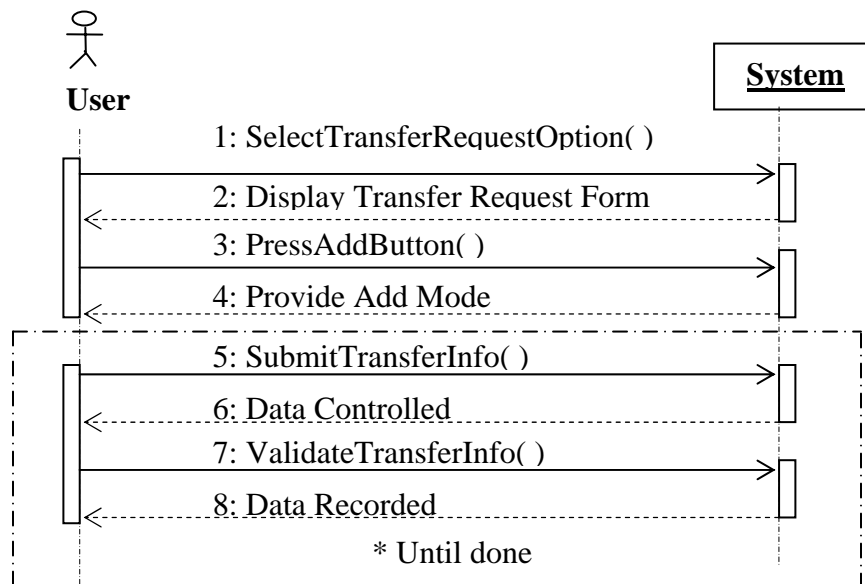 User
System
1: SelectTransferRequestOption( )
2: Display Transfer Request Form
3: PressAddButton( )
4: Provide Add Mode
5: SubmitTransferInfo( )
6: Data Controlled
7: ValidateTransferInfo( )
8: Data Recorded
* Until done